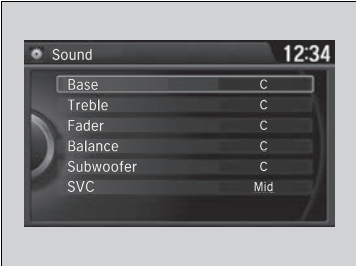 Sound 12:34
Base C
Treble C
Fader C
Balance C
Subwoofer C
SVC Mid